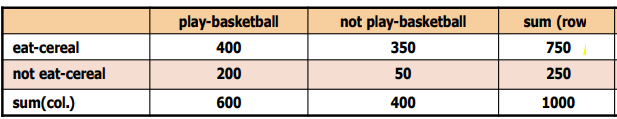 play-basketball not play-basketball sum (row
eat-cereal 400 350 750
not eat-cereal 200 50 250
sum(col.) 600 400 1000